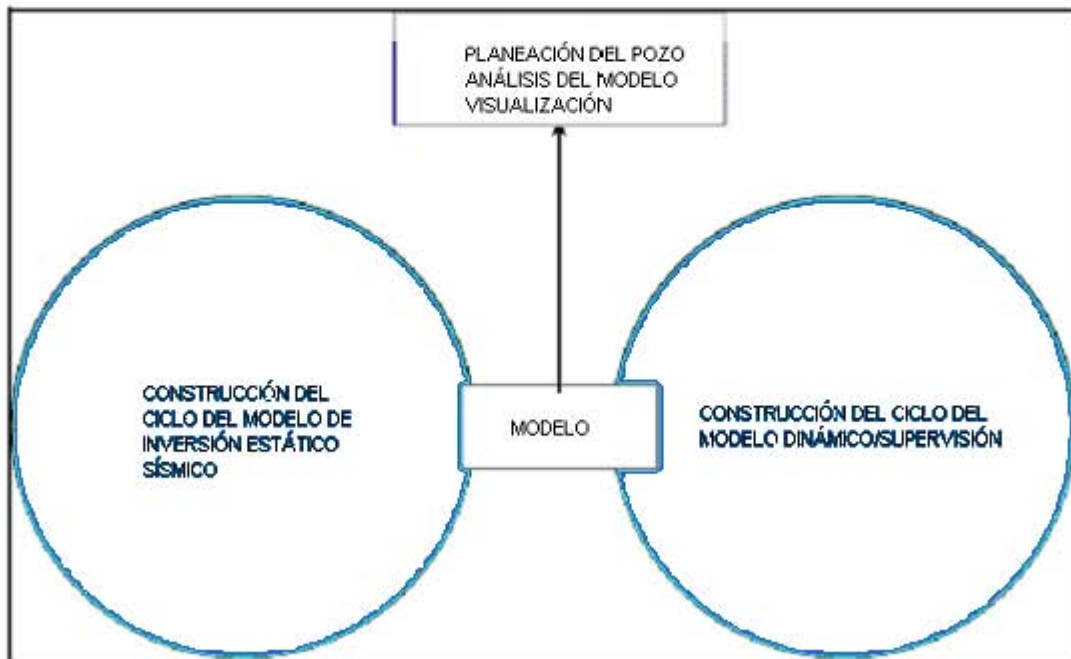 PLANEACIÓN DEL POZO
ANÁLISIS DEL MODELO
VISUALIZACIÓN
CONSTRUCCIÓN DEL
CICLO DEL MODELO DE
INVERSIÓN ESTÁTICO
SÍSMICO
MODELO
CONSTRUCCIÓN DEL CICLO DEL
MODELO DINÁMICO/SUPERVISIÓN